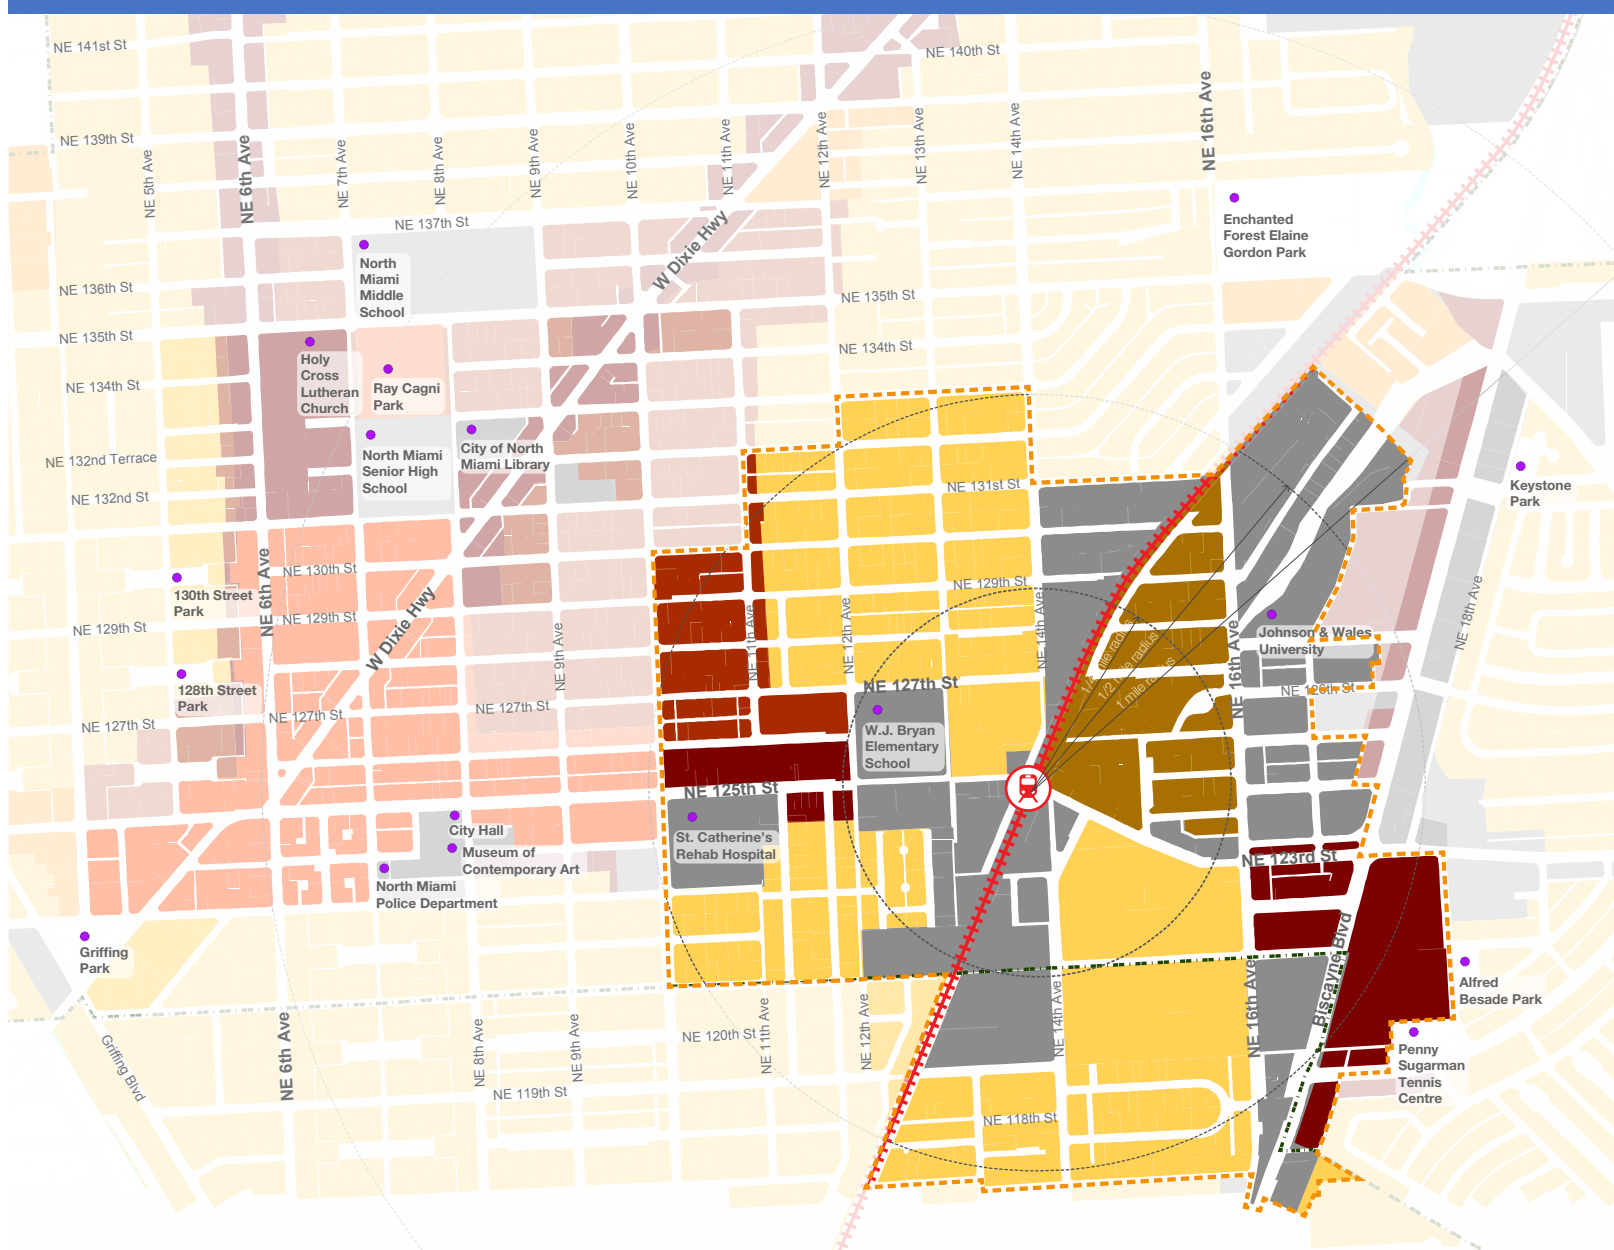 NE 141st St
NE 140th St
NE 139th St
NE 5th Ave
NE 6th Ave
NE 7th Ave
NE 8th Ave
NE 9th Ave
NE 10th Ave
NE 11th Ave
NE 12th Ave
NE 13th Ave
NE 14th Ave
NE 16th Ave
NE 137th St
W Dixie Hwy
Enchanted
Forest Elaine
Gordon Park
North
Miami
Middle
School
NE 136th St
NE 135th St
NE 135th St
NE 134th St
NE 134th St
Holy
Cross
Lutheran
Church
Ray Cagni
Park
North Miami
Senior High
School
City of North
Miami Library
NE 132nd Terrace
NE 132nd St
NE 131st St
Keystone
Park
NE 6th Ave
NE 130th St
130th Street
Park
NE 129th St
NE 129th St
NE 129th St
W Dixie Hwy
NE 9th Ave
NE 11th Ave
NE 12th Ave
NE 14th Ave
NE 16th Ave
NE 18th Ave
Johnson & Wales
University
1/2 mile radius
1 mile radius
128th Street
Park
NE 127th St
NE 127th St
NE 127th St
NE 127th St
NE 126th St
W.J. Bryan
Elementary
School
NE 125th St
St. Catherine's
Rehab Hospital
City Hall
Museum of
Contemporary Art
North Miami
Police Department
NE 123rd St
Griffing
Park
Biscayne Blvd
Alfred
Besade Park
Penny
Sugarman
Tennis
Centre
Griffing Blvd
NE 6th Ave
NE 8th Ave
NE 9th Ave
NE 120th St
NE 11th Ave
NE 12th Ave
NE 14th Ave
NE 16th Ave
NE 119th St
NE 118th St